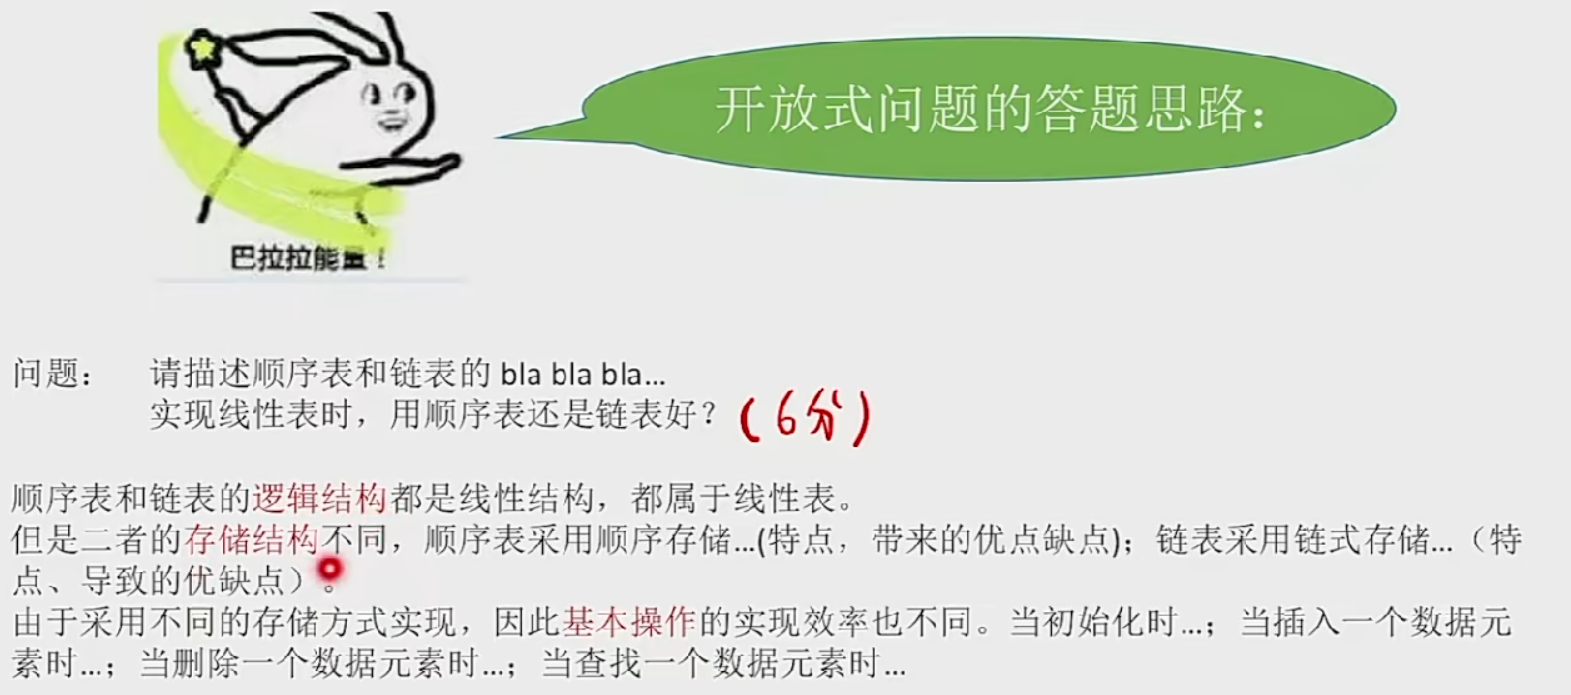 开放式问题的答题思路：
巴拉拉能量！
问题： 请描述顺序表和链表的 bla bla bla...
实现线性表时，用顺序表还是链表好？ (6分)
顺序表和链表的逻辑结构都是线性结构，都属于线性表。
但是二者的存储结构不同，顺序表采用顺序存储...(特点，带来的优点缺点)；链表采用链式存储...（特
点、导致的优缺点）。
由于采用不同的存储方式实现，因此基本操作的实现效率也不同。当初始化时...；当插入一个数据元
素时...；当删除一个数据元素时...；当查找一个数据元素时...